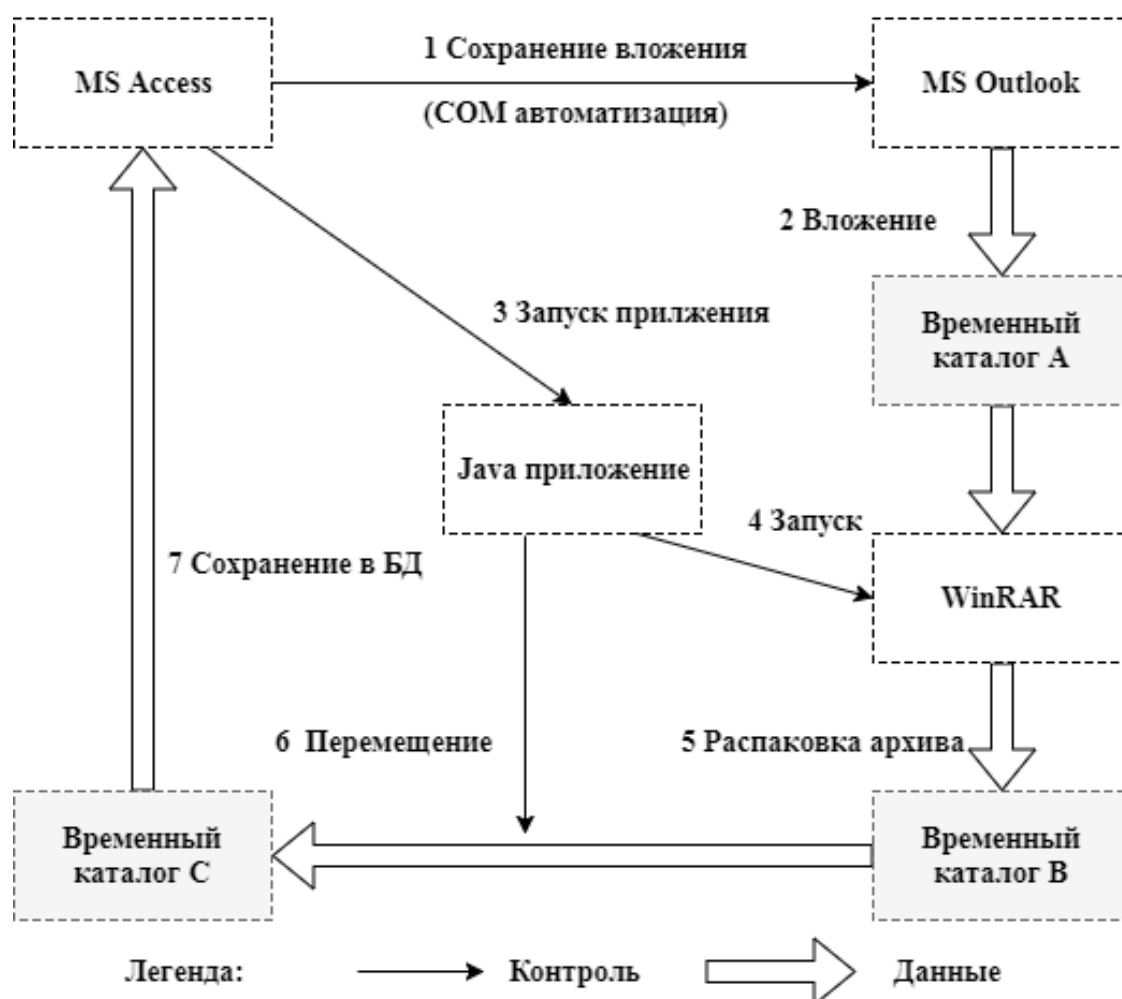 1 Сохранение вложения
MS Access
MS Outlook
(COM автоматизация)
2 Вложение
3 Запуск прилжения
Временный
каталог A
Java приложение
4 Запуск
7 Сохранение в БД
WinRAR
6 Перемещение
5 Распаковка архива
Временный
каталог C
Временный
каталог B
Легенда:
Контроль
Данные